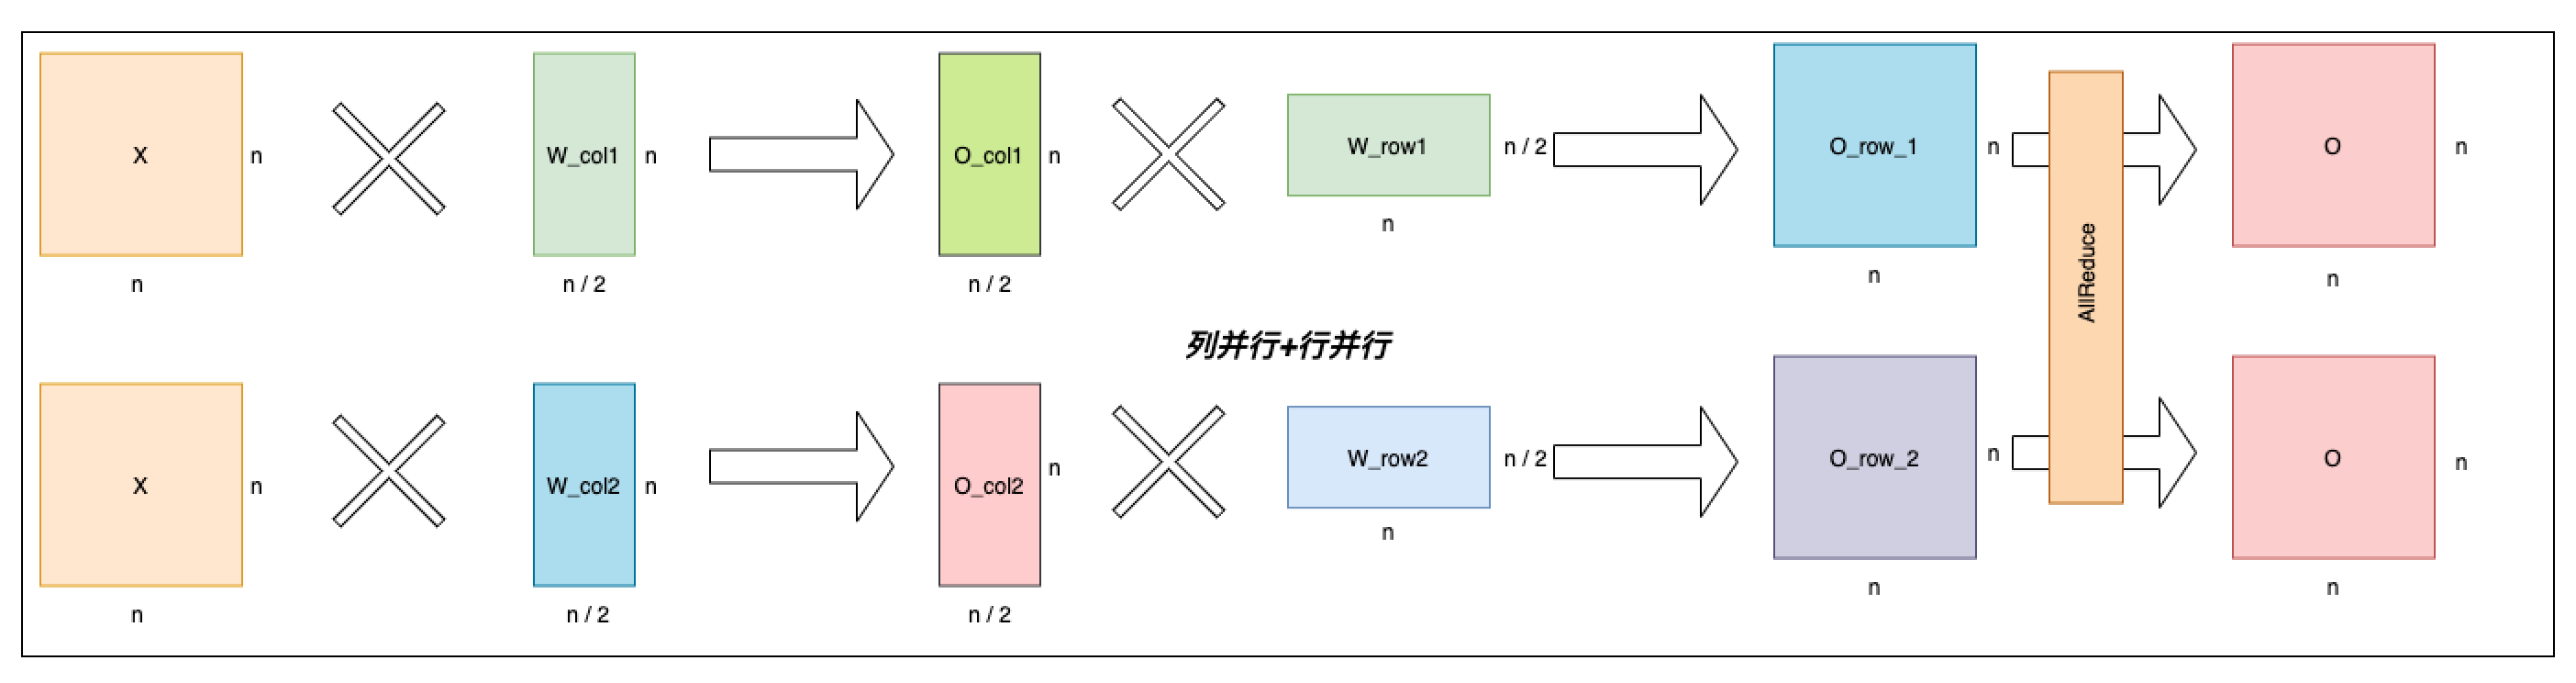 X
n
n
W_col1
n
n / 2
O_col1
n
n / 2
W_row1
n / 2
n
O_row_1
n
n
AllReduce
O
n
n
列并行+行并行
X
n
n
W_col2
n
n / 2
O_col2
n
n / 2
W_row2
n / 2
n
O_row_2
n
n
O
n
n